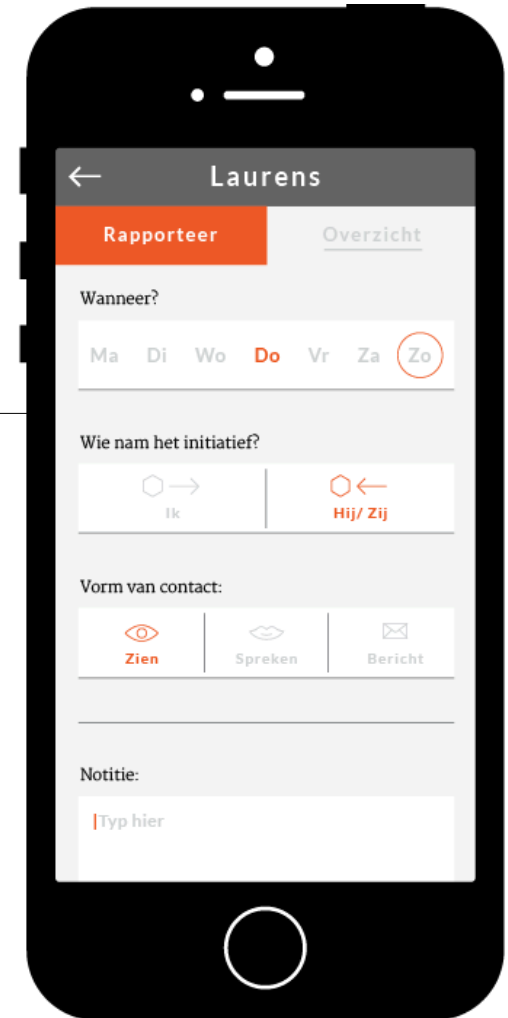 Laurens
Rapporteer Overzicht
Wanneer?
Ma Di Wo Do Vr Za Zo
Wie nam het initiatief?
Ik Hij/ Zij
Vorm van contact:
Zien Spreken Bericht
Notitie:
Typ hier